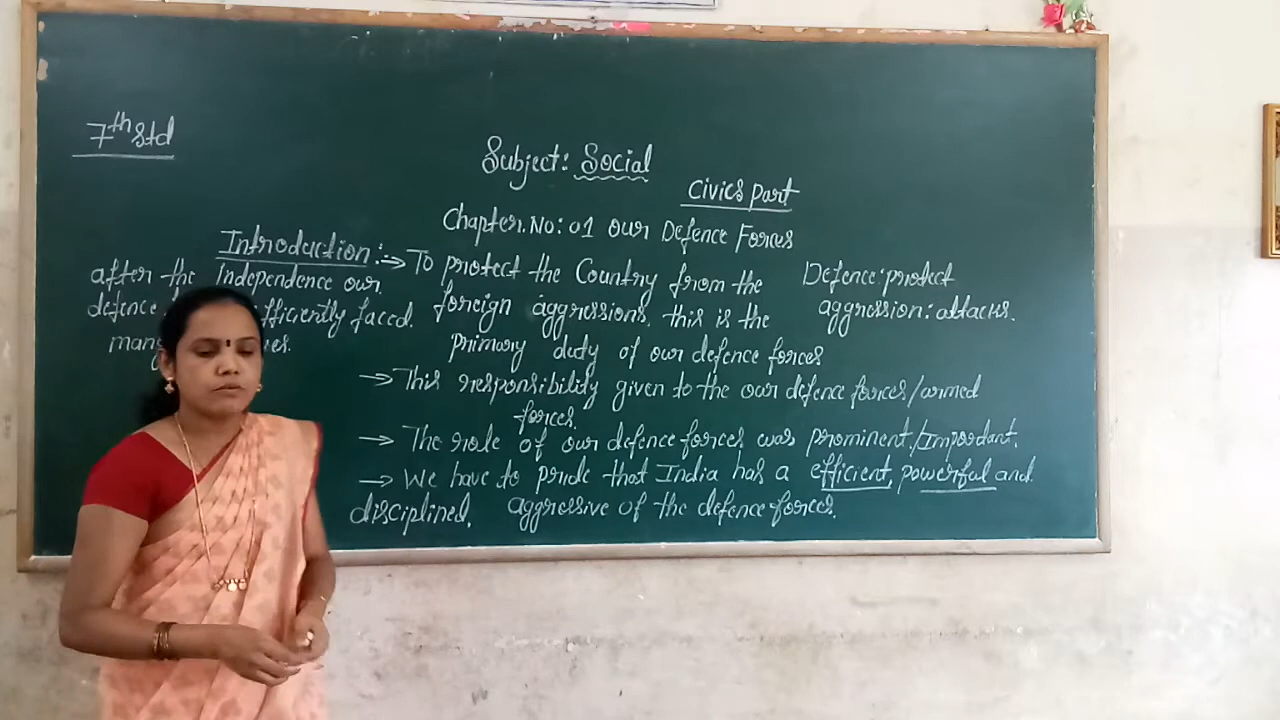 7th Std
Subject: Social
Civics part
Chapter.No: 01 our Defence Forces
Introduction:-
→ To protect the Country from the
foreign aggressions, this is the
primary duty of our defence forces
→ This responsibility given to the our defence forces/armed
forces.
→ The role of our defence forces was prominent/Important.
→ We have to pride that India has a efficient, powerful and
disciplined, aggressive of the defence forces.
after the Independence our
defence efficiently faced
many
Defence: protect
aggression: attacks.